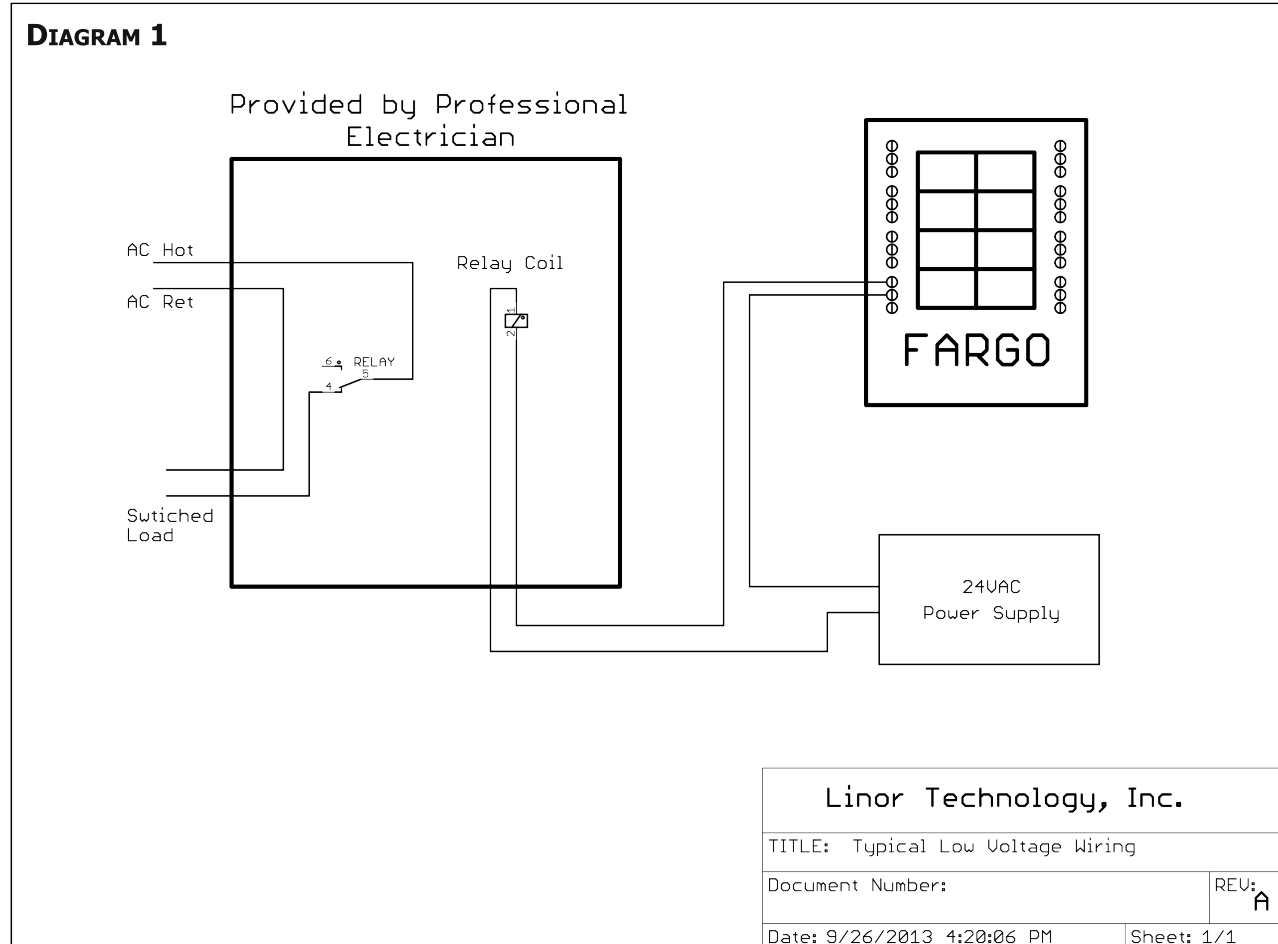 DIAGRAM 1
Provided by Professional
Electrician
AC Hot
AC Ret
Relay Coil
1
2
6 RELAY
5
4
Swtiched
Load
FARGO
24VAC
Power Supply
Linor Technology, Inc.
TITLE: Typical Low Voltage Wiring
Document Number:
REV:
A
Date: 9/26/2013 4:20:06 PM
Sheet: 1/1